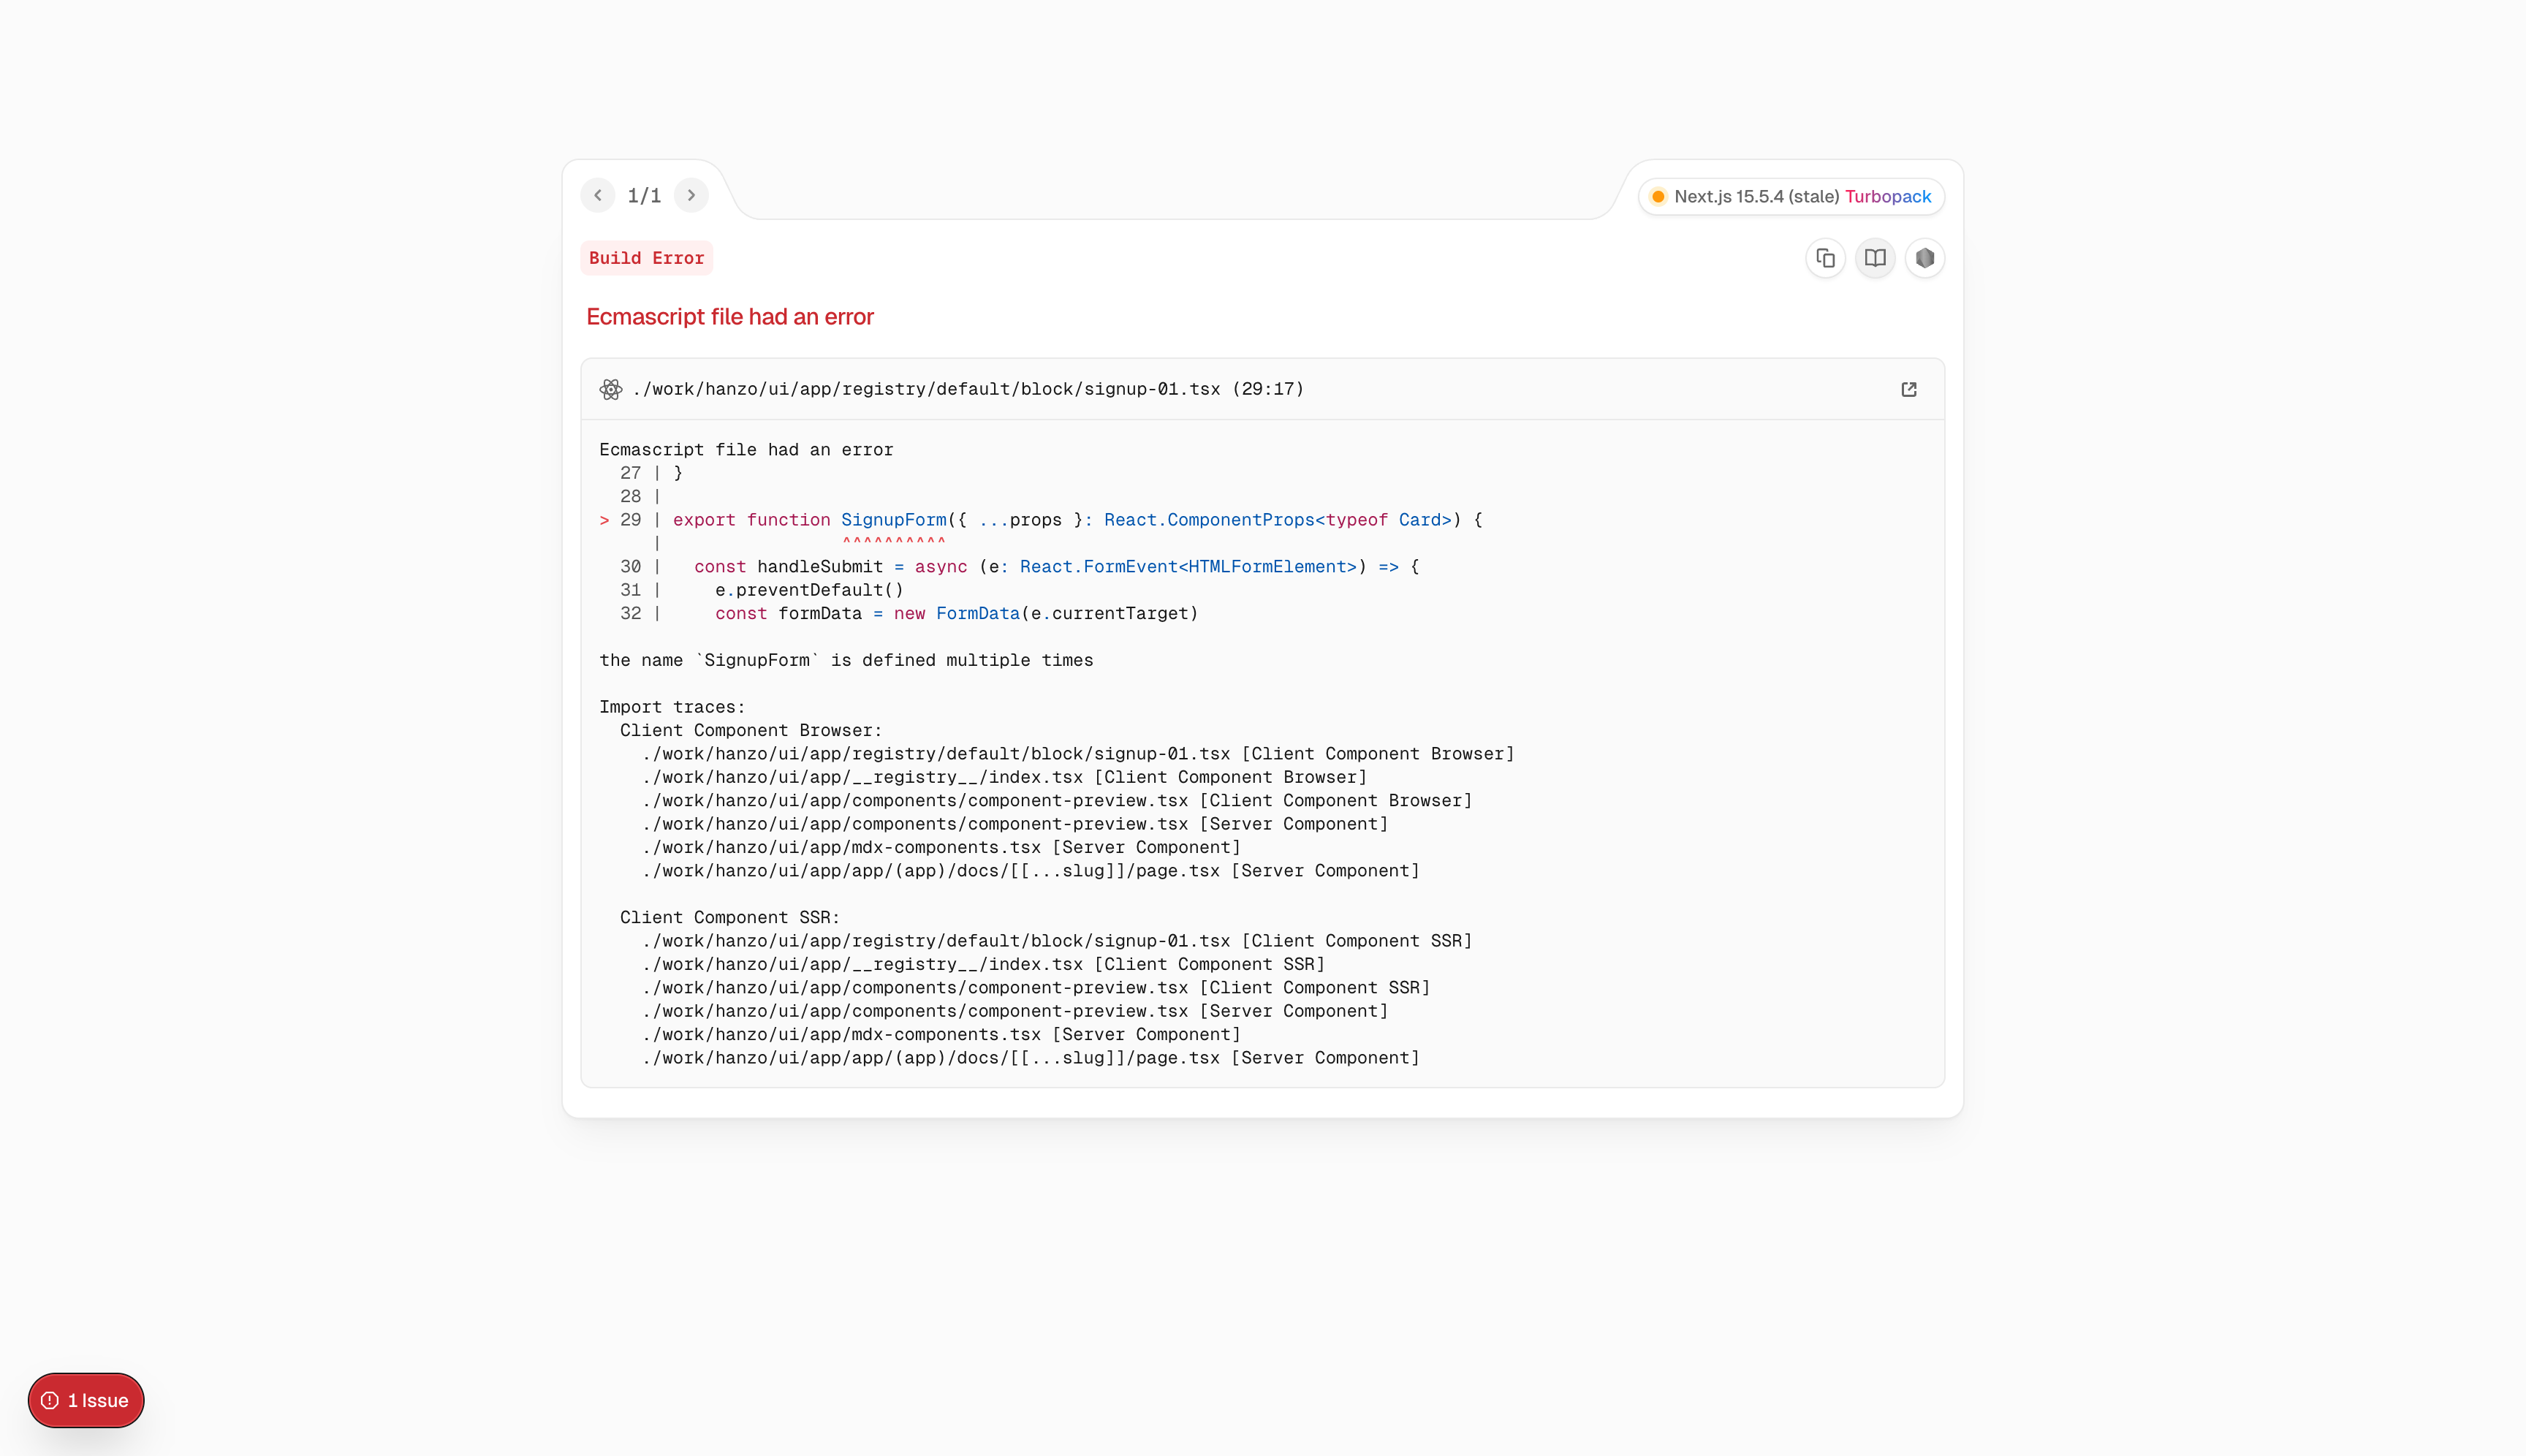 1/1
Next.js 15.5.4 (stale) Turbopack
Build Error
Ecmascript file had an error
./work/hanzo/ui/app/registry/default/block/signup-01.tsx (29:17)
Ecmascript file had an error
  27 | }
  28 |
> 29 | export function SignupForm({ ...props }: React.ComponentProps<typeof Card>) {
     |                 ^^^^^^^^^^
  30 |   const handleSubmit = async (e: React.FormEvent<HTMLFormElement>) => {
  31 |     e.preventDefault()
  32 |     const formData = new FormData(e.currentTarget)
the name `SignupForm` is defined multiple times
Import traces:
  Client Component Browser:
    ./work/hanzo/ui/app/registry/default/block/signup-01.tsx [Client Component Browser]
    ./work/hanzo/ui/app/__registry__/index.tsx [Client Component Browser]
    ./work/hanzo/ui/app/components/component-preview.tsx [Client Component Browser]
    ./work/hanzo/ui/app/components/component-preview.tsx [Server Component]
    ./work/hanzo/ui/app/mdx-components.tsx [Server Component]
    ./work/hanzo/ui/app/app/(app)/docs/[[...slug]]/page.tsx [Server Component]
  Client Component SSR:
    ./work/hanzo/ui/app/registry/default/block/signup-01.tsx [Client Component SSR]
    ./work/hanzo/ui/app/__registry__/index.tsx [Client Component SSR]
    ./work/hanzo/ui/app/components/component-preview.tsx [Client Component SSR]
    ./work/hanzo/ui/app/components/component-preview.tsx [Server Component]
    ./work/hanzo/ui/app/mdx-components.tsx [Server Component]
    ./work/hanzo/ui/app/app/(app)/docs/[[...slug]]/page.tsx [Server Component]
1 Issue